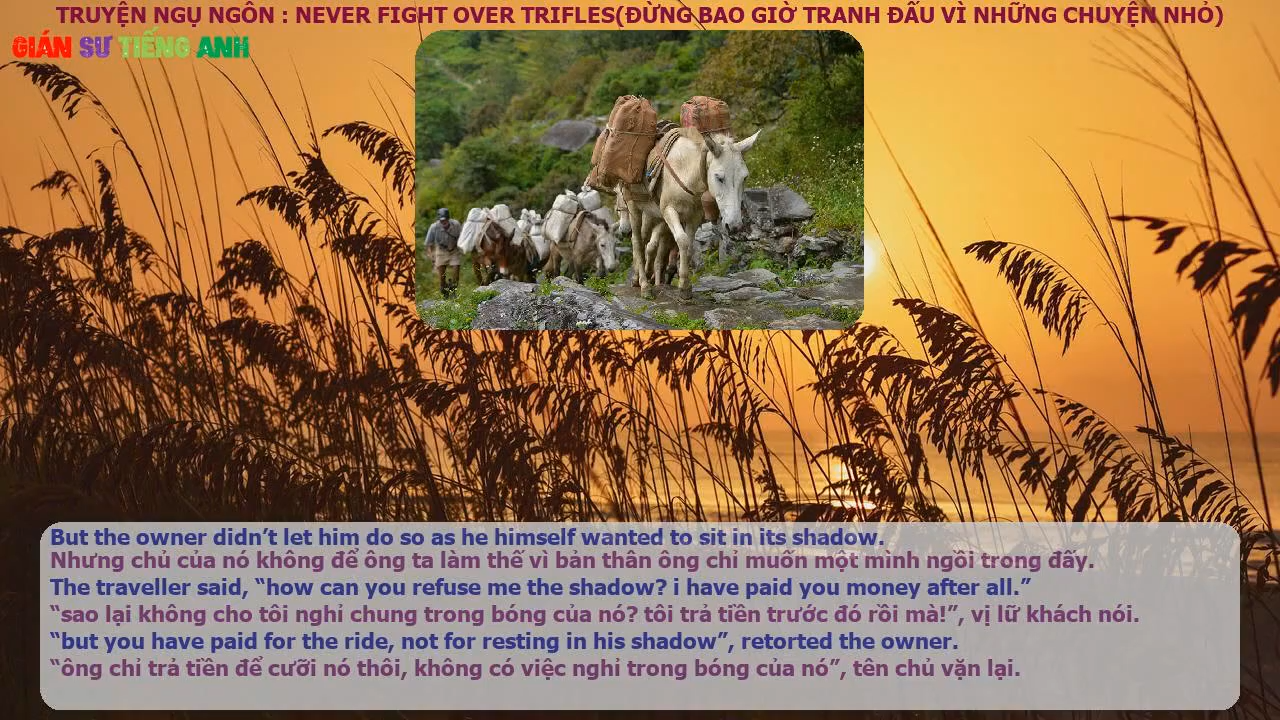 TRUYỆN NGỤ NGÔN : NEVER FIGHT OVER TRIFLES(ĐỪNG BAO GIỜ TRANH ĐẤU VÌ NHỮNG CHUYỆN NHỎ)
GIÁN SƯ TIẾNG ANH
But the owner didn’t let him do so as he himself wanted to sit in its shadow.
Nhưng chủ của nó không để ông ta làm thế vì bản thân ông chỉ muốn một mình ngồi trong đấy.
The traveller said, “how can you refuse me the shadow? i have paid you money after all.”
“sao lại không cho tôi nghỉ chung trong bóng của nó? tôi trả tiền trước đó rồi mà!”, vị lữ khách nói.
“but you have paid for the ride, not for resting in his shadow”, retorted the owner.
“ông chỉ trả tiền để cưỡi nó thôi, không có việc nghỉ trong bóng của nó”, tên chủ vặn lại.